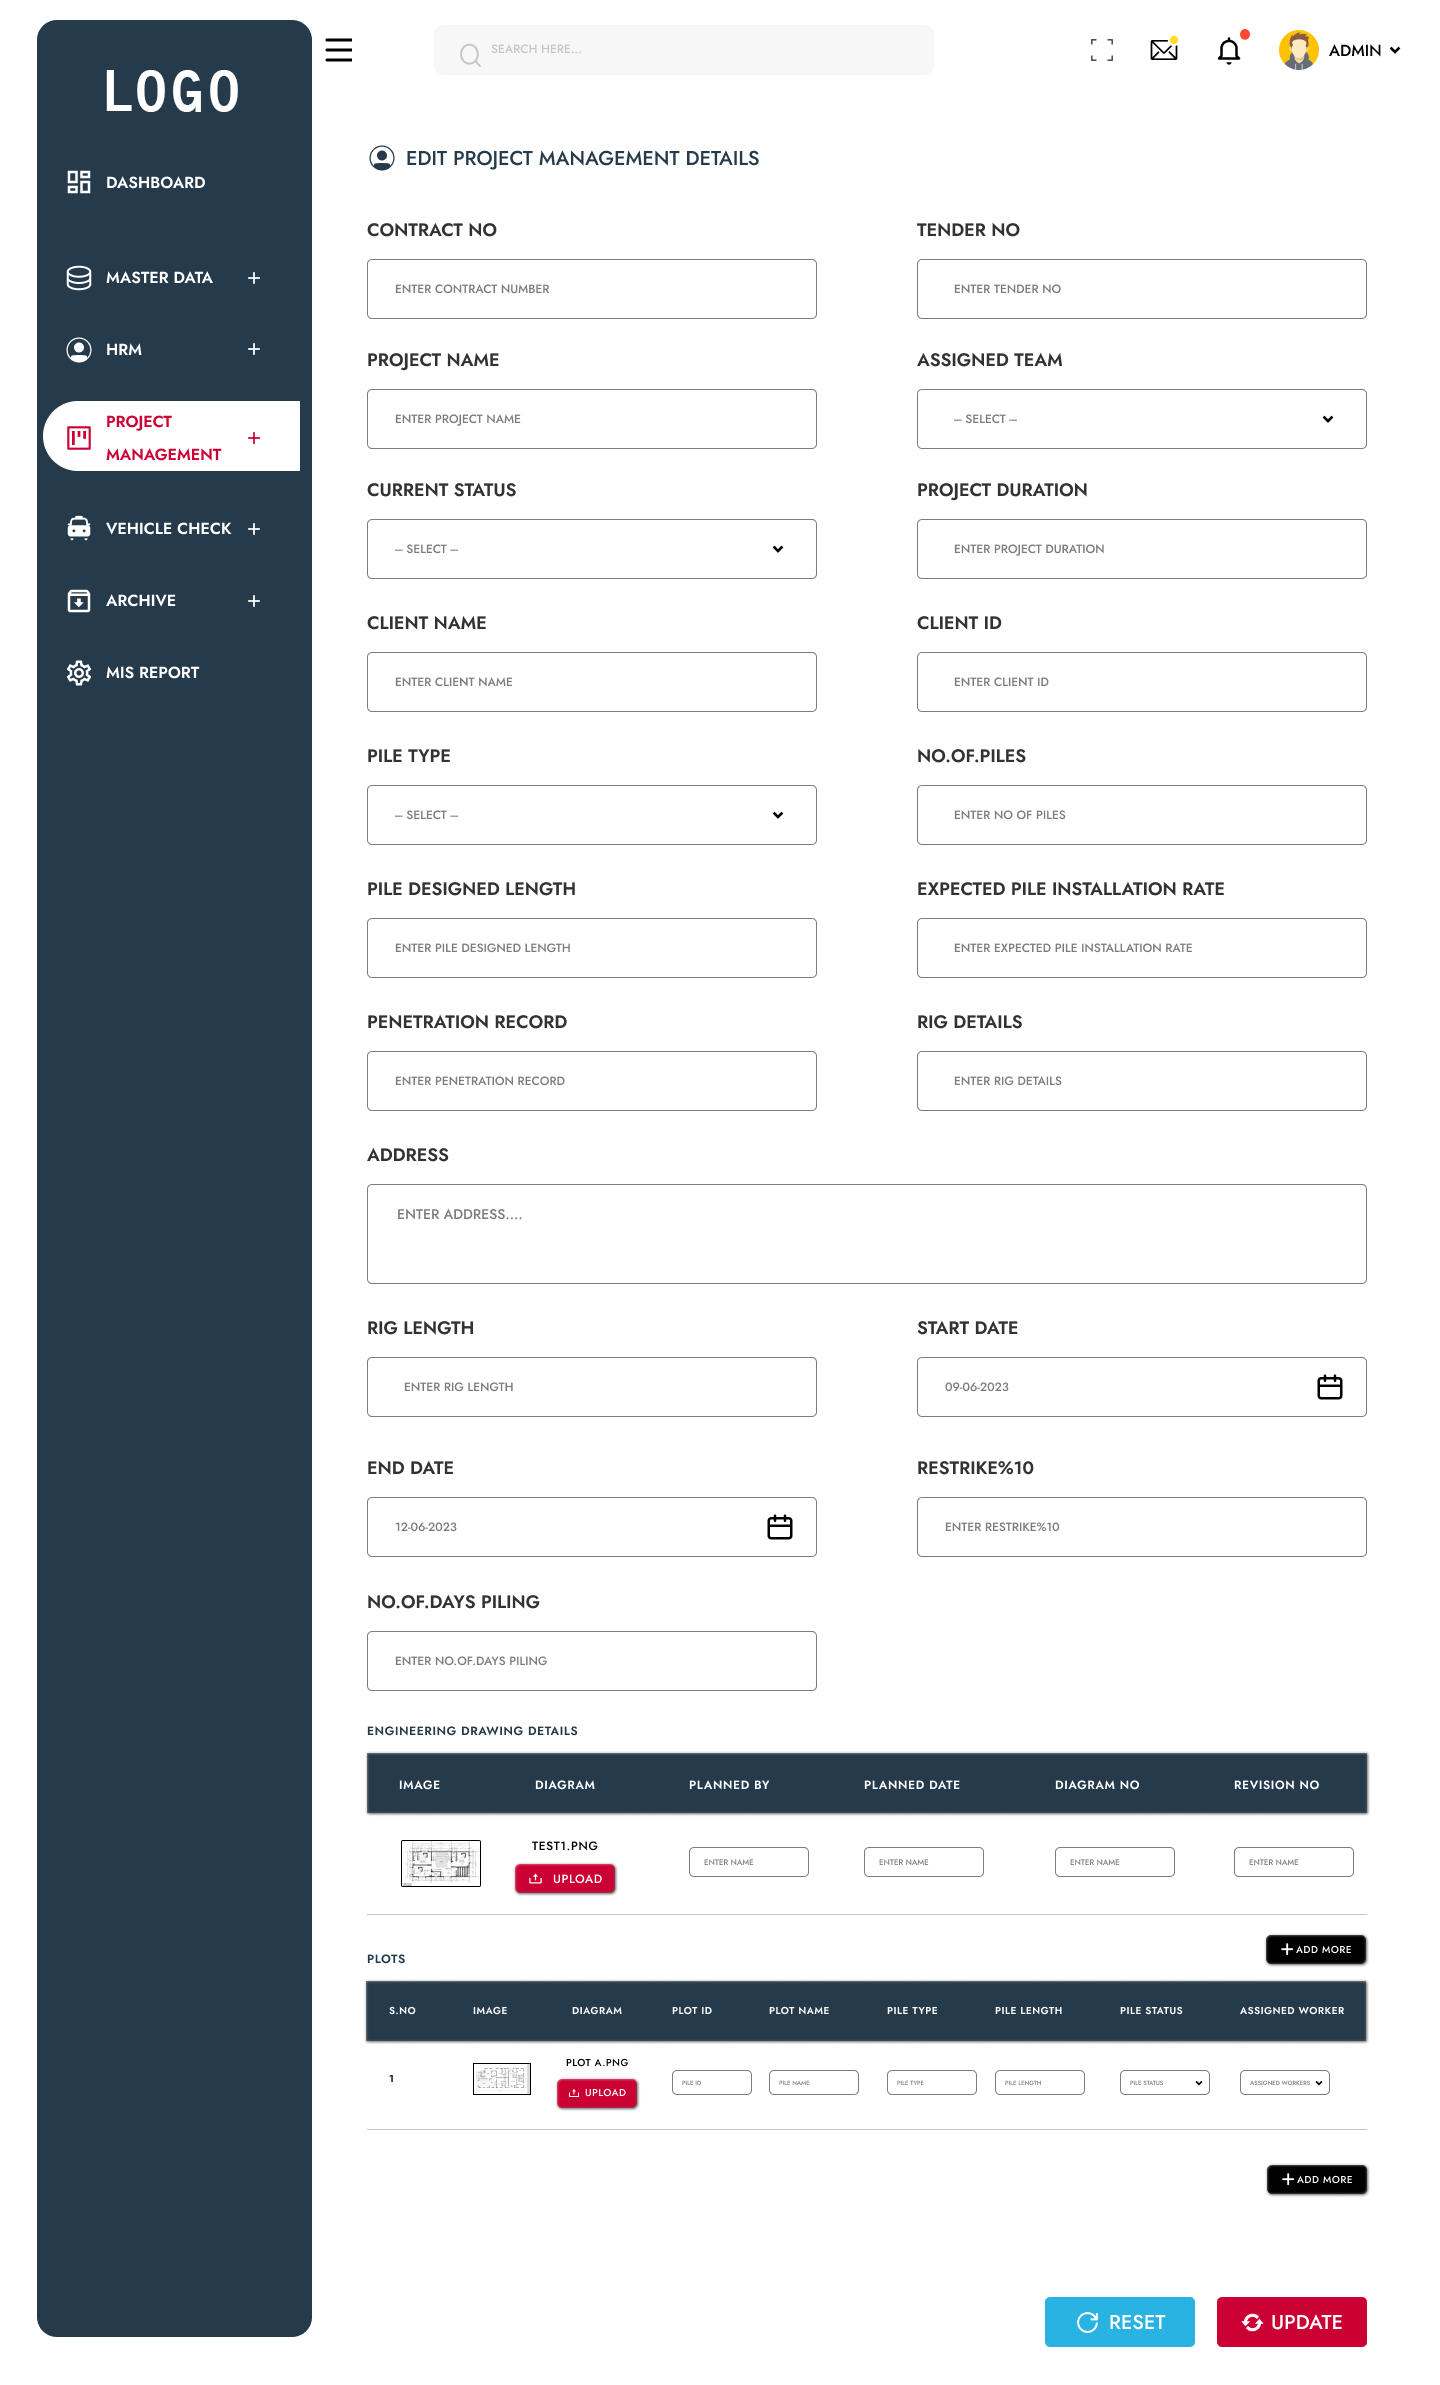 LOGO
DASHBOARD
MASTER DATA
HRM
PROJECT
MANAGEMENT
VEHICLE CHECK
ARCHIVE
MIS REPORT
SEARCH HERE...
ADMIN
EDIT PROJECT MANAGEMENT DETAILS
CONTRACT NO
TENDER NO
ENTER CONTRACT NUMBER
ENTER TENDER NO
PROJECT NAME
ASSIGNED TEAM
ENTER PROJECT NAME
-- SELECT --
CURRENT STATUS
PROJECT DURATION
-- SELECT --
ENTER PROJECT DURATION
CLIENT NAME
CLIENT ID
ENTER CLIENT NAME
ENTER CLIENT ID
PILE TYPE
NO.OF.PILES
-- SELECT --
ENTER NO OF PILES
PILE DESIGNED LENGTH
EXPECTED PILE INSTALLATION RATE
ENTER PILE DESIGNED LENGTH
ENTER EXPECTED PILE INSTALLATION RATE
PENETRATION RECORD
RIG DETAILS
ENTER PENETRATION RECORD
ENTER RIG DETAILS
ADDRESS
ENTER ADDRESS....
RIG LENGTH
START DATE
ENTER RIG LENGTH
09-06-2023
END DATE
RESTRIKE%10
12-06-2023
ENTER RESTRIKE%10
NO.OF.DAYS PILING
ENTER NO.OF.DAYS PILING
ENGINEERING DRAWING DETAILS
IMAGE DIAGRAM PLANNED BY PLANNED DATE DIAGRAM NO REVISION NO
TEST1.PNG
UPLOAD
ENTER NAME ENTER NAME ENTER NAME ENTER NAME
ADD MORE
PLOTS
S.NO IMAGE DIAGRAM PLOT ID PLOT NAME PILE TYPE PILE LENGTH PILE STATUS ASSIGNED WORKER
1
PLOT A.PNG
UPLOAD
PILE ID PILE NAME PILE TYPE PILE LENGTH PILE STATUS ASSIGNED WORKERS
ADD MORE
RESET
UPDATE